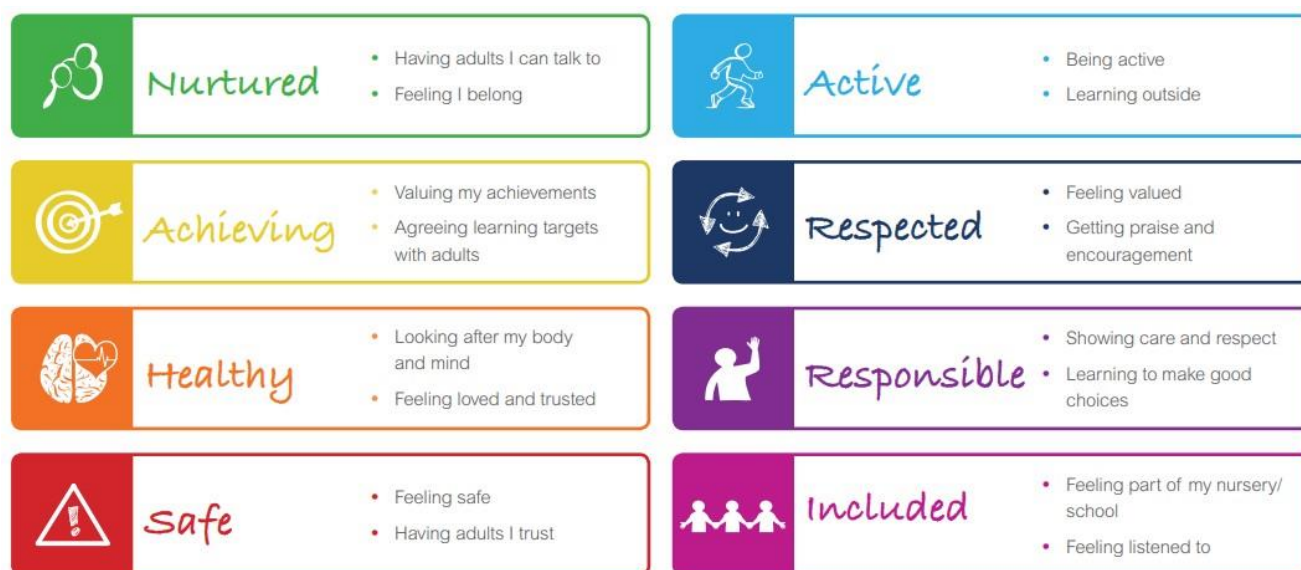 Nurtured
• Having adults I can talk to
• Feeling I belong
Active
• Being active
• Learning outside
Achieving
• Valuing my achievements
• Agreeing learning targets
with adults
Respected
• Feeling valued
• Getting praise and
encouragement
Healthy
• Looking after my body
and mind
• Feeling loved and trusted
Responsible
• Showing care and respect
• Learning to make good
choices
Safe
• Feeling safe
• Having adults I trust
Included
• Feeling part of my nursery/
school
• Feeling listened to